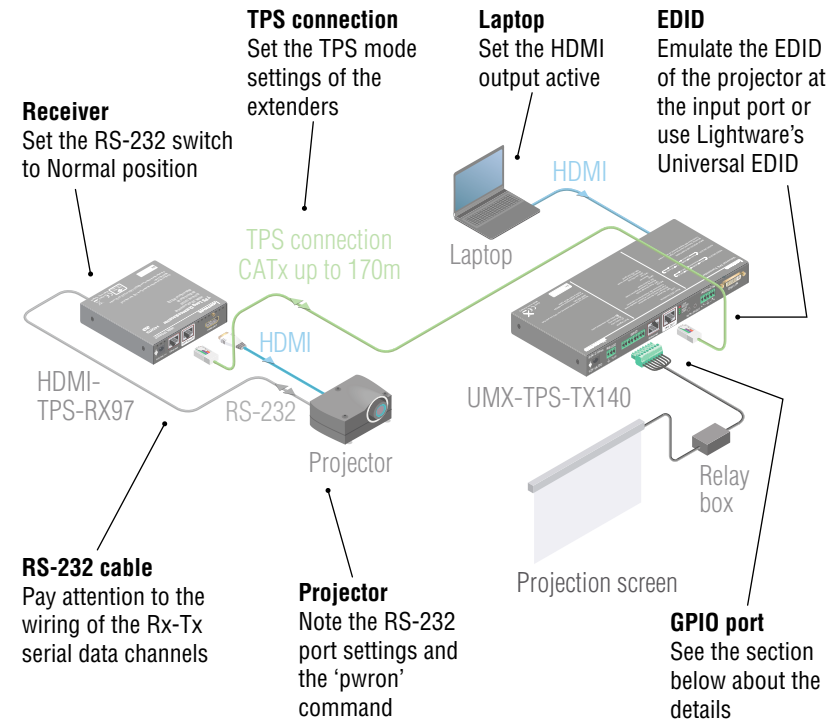 TPS connection
Set the TPS mode
settings of the
extenders
Laptop
Set the HDMI
output active
EDID
Emulate the EDID
of the projector at
the input port or
use Lightware's
Universal EDID
Receiver
Set the RS-232 switch
to Normal position
HDMI
Laptop
TPS connection
CATx up to 170m
HDMI
HDMI-
TPS-RX97
RS-232
Projector
UMX-TPS-TX140
Relay
box
Projection screen
RS-232 cable
Pay attention to the
wiring of the Rx-Tx
serial data channels
Projector
Note the RS-232
port settings and
the ‘pwron’
command
GPIO port
See the section
below about the
details